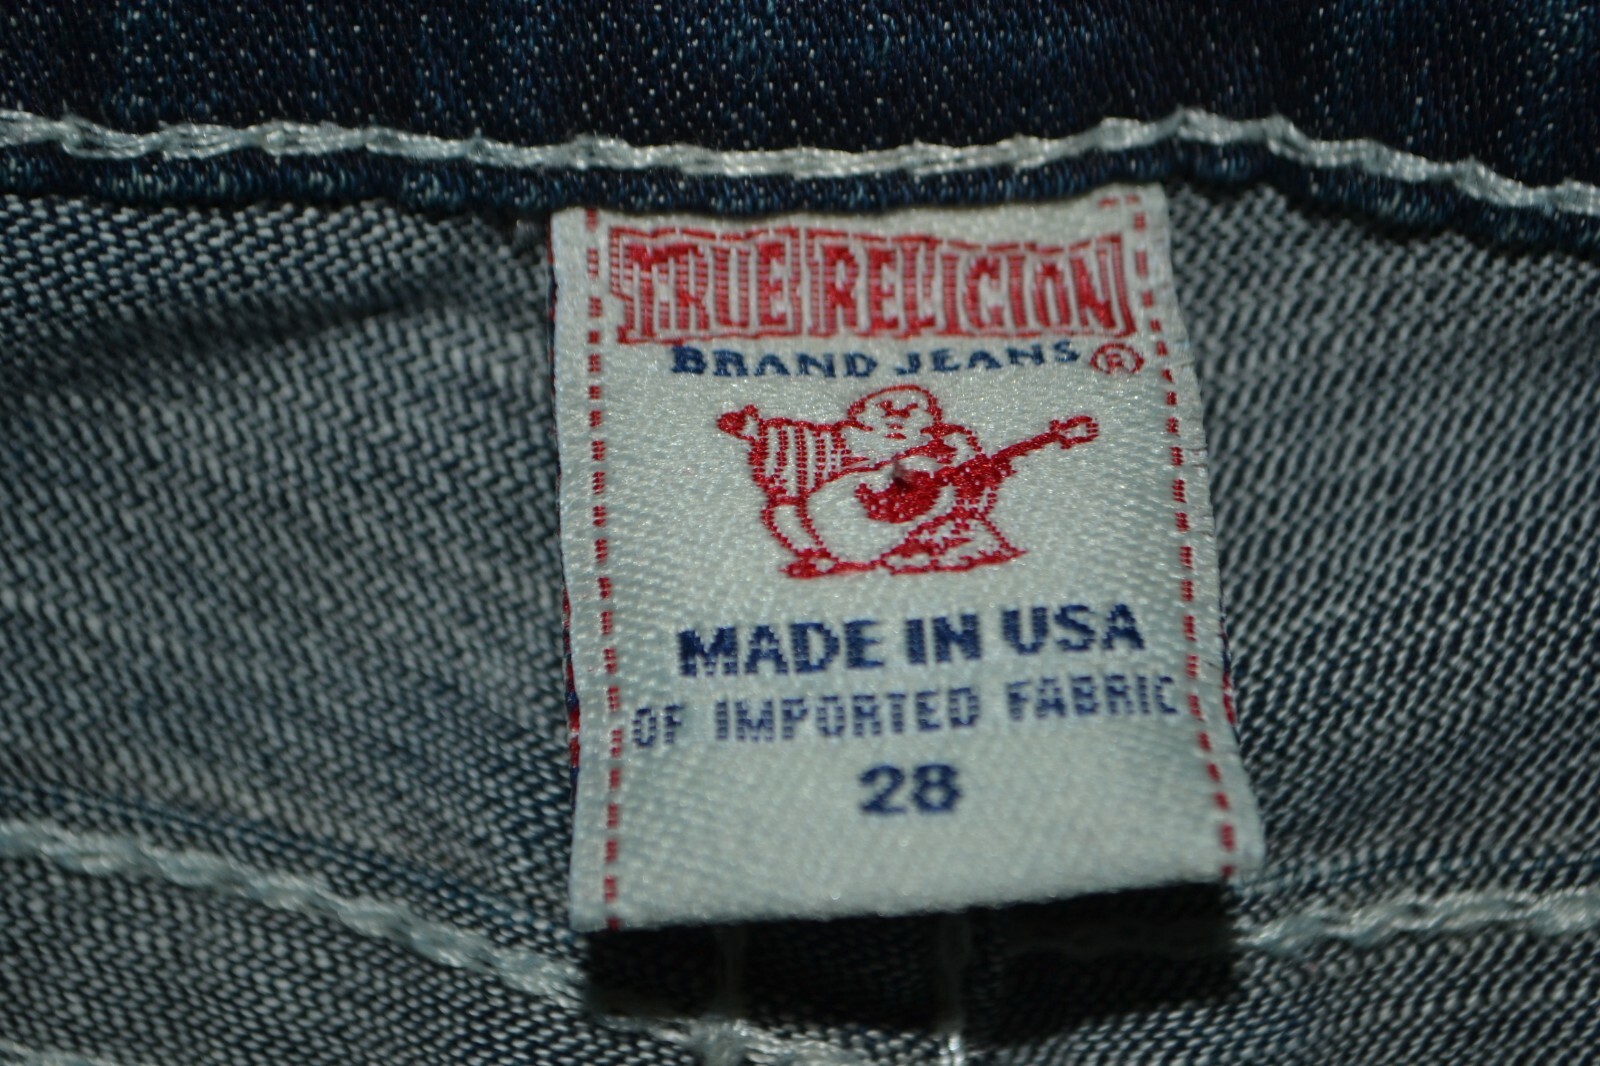 TRUE RELIGION
BRAND JEANS ®
MADE IN USA
OF IMPORTED FABRIC
28